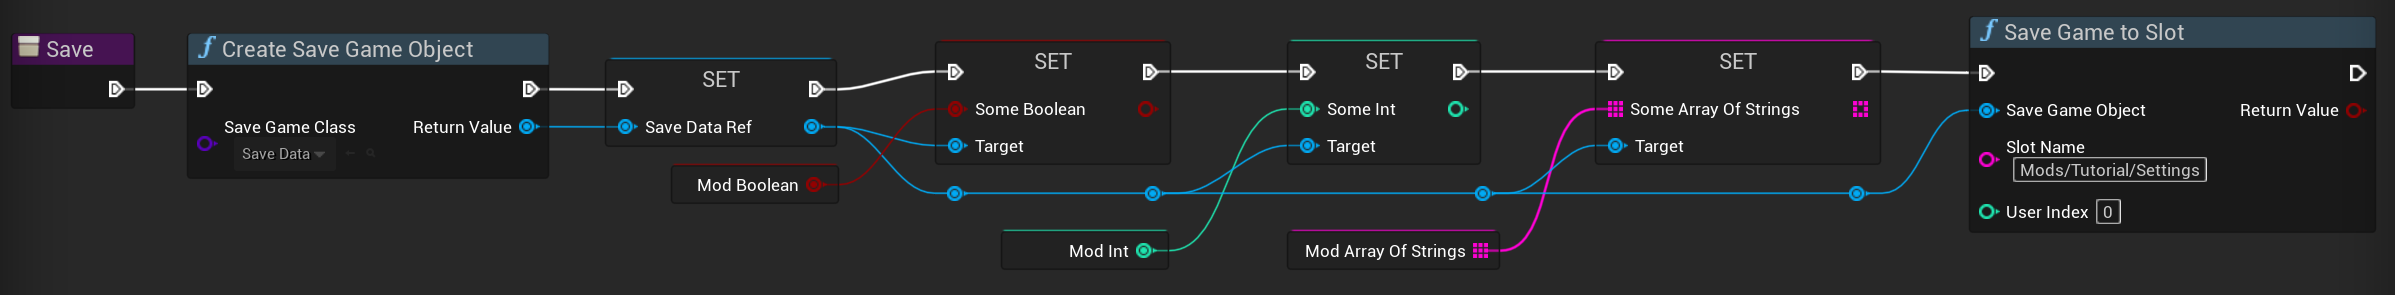 Save
Create Save Game Object
Save Game Class
Return Value
Save Data
SET
Save Data Ref
SET
Some Boolean
Target
Mod Boolean
SET
Some Int
Target
Mod Int
SET
Some Array Of Strings
Target
Mod Array Of Strings
Save Game to Slot
Save Game Object
Return Value
Slot Name
Mods/Tutorial/Settings
User Index 0